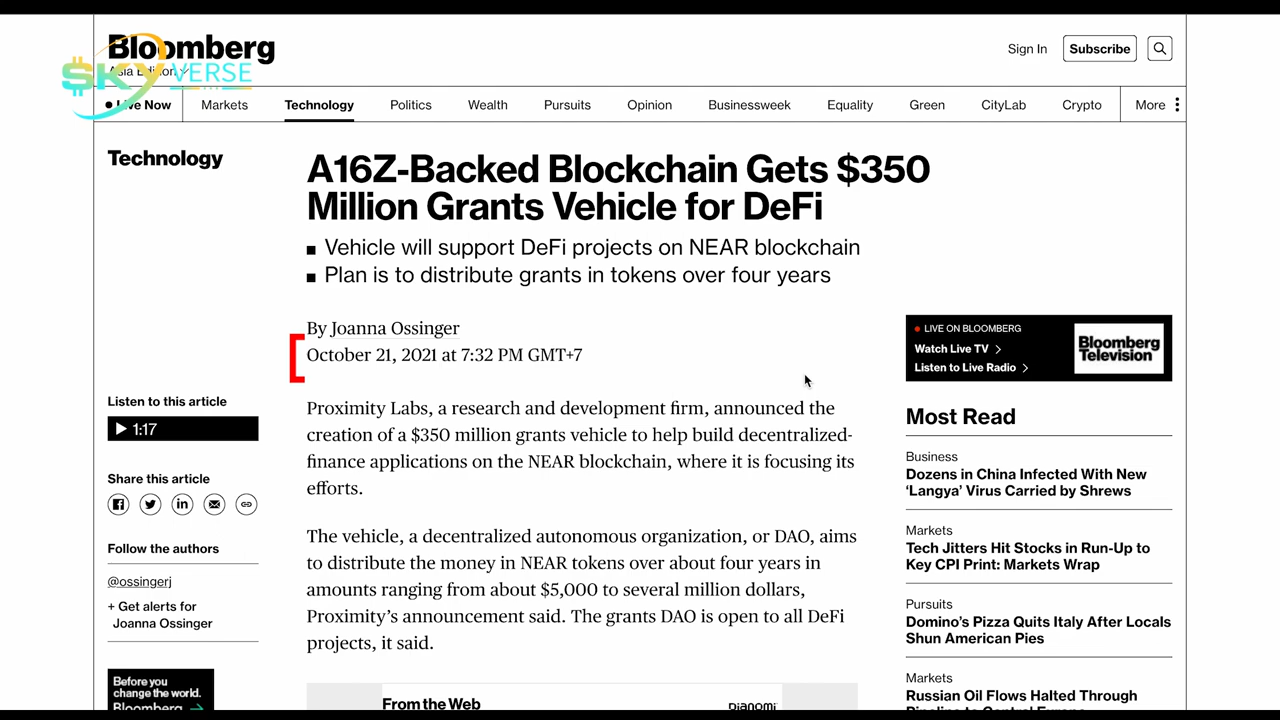 Bloomberg
Asia Edition
$KYVERSE
Sign In
Subscribe
Live Now
Markets
Technology
Politics
Wealth
Pursuits
Opinion
Businessweek
Equality
Green
CityLab
Crypto
More
Technology
A16Z-Backed Blockchain Gets $350
Million Grants Vehicle for DeFi
Vehicle will support DeFi projects on NEAR blockchain
Plan is to distribute grants in tokens over four years
By Joanna Ossinger
October 21, 2021 at 7:32 PM GMT+7
Listen to this article
1:17
Share this article
Follow the authors
@ossingerj
+ Get alerts for
Joanna Ossinger
Before you
change the world.
Bloomberg
Proximity Labs, a research and development firm, announced the
creation of a $350 million grants vehicle to help build decentralized-
finance applications on the NEAR blockchain, where it is focusing its
efforts.
The vehicle, a decentralized autonomous organization, or DAO, aims
to distribute the money in NEAR tokens over about four years in
amounts ranging from about $5,000 to several million dollars,
Proximity's announcement said. The grants DAO is open to all DeFi
projects, it said.
From the Web
DIANOMI
LIVE ON BLOOMBERG
Watch Live TV
Listen to Live Radio
Bloomberg
Television
Most Read
Business
Dozens in China Infected With New
‘Langya’ Virus Carried by Shrews
Markets
Tech Jitters Hit Stocks in Run-Up to
Key CPI Print: Markets Wrap
Pursuits
Domino's Pizza Quits Italy After Locals
Shun American Pies
Markets
Russian Oil Flows Halted Through